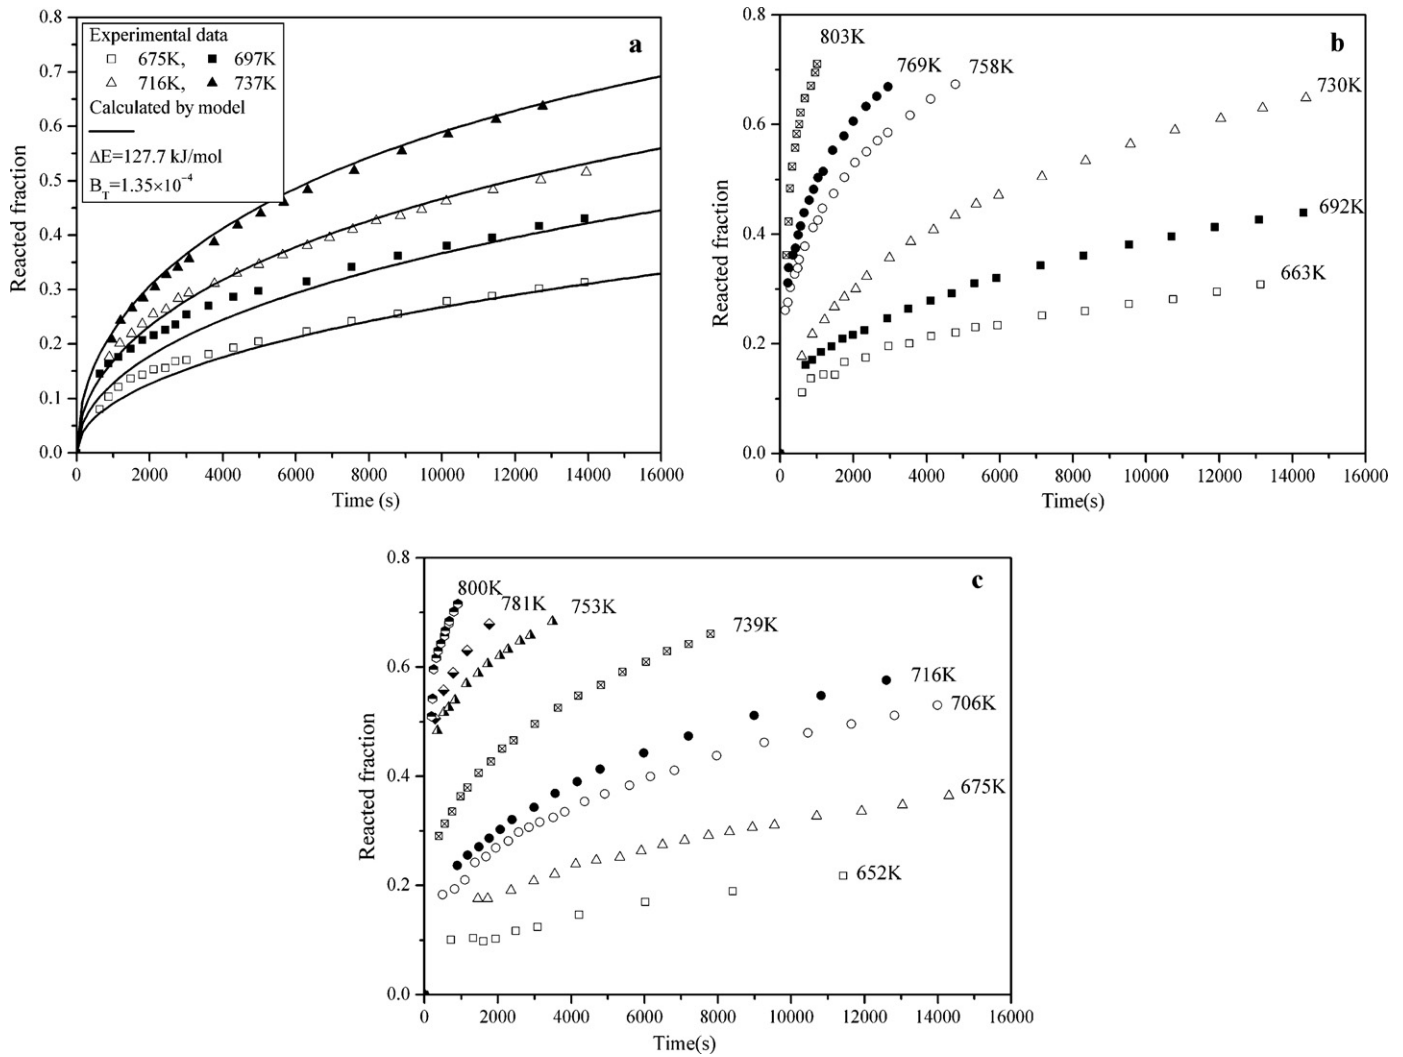 a
Experimental data
675K, 697K
716K, 737K
Calculated by model
ΔE=127.7 kJ/mol
B_T=1.35×10⁻⁴
Reacted fraction
0.8
0.7
0.6
0.5
0.4
0.3
0.2
0.1
0.0
0 2000 4000 6000 8000 10000 12000 14000 16000
Time (s)
b
803K
769K
758K
730K
692K
663K
Reacted fraction
0.8
0.6
0.4
0.2
0.0
0 2000 4000 6000 8000 10000 12000 14000 16000
Time(s)
c
800K
781K
753K
739K
716K
706K
675K
652K
Reacted fraction
0.8
0.6
0.4
0.2
0.0
0 2000 4000 6000 8000 10000 12000 14000 16000
Time(s)